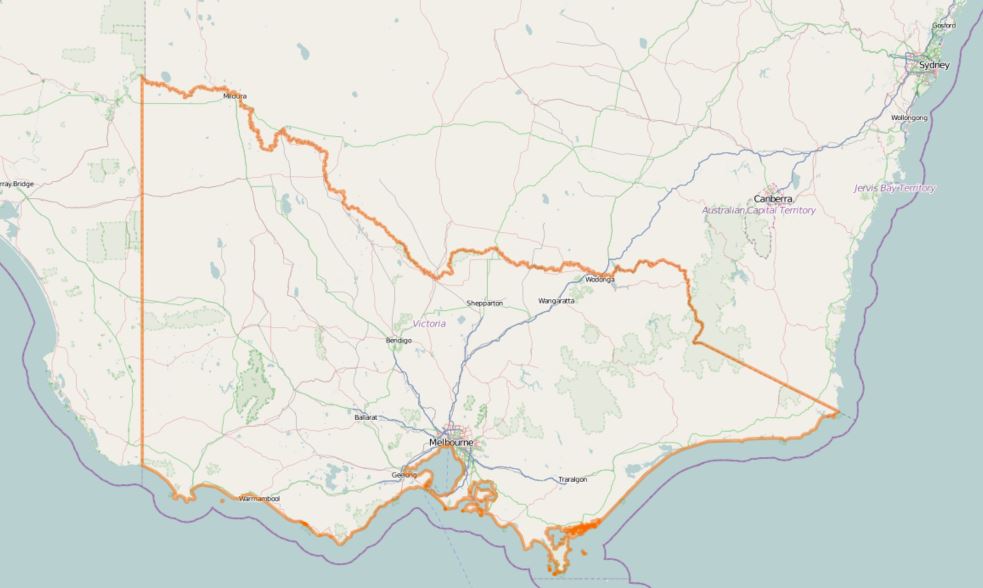 Gosford
Sydney
Mildura
Wollongong
rray Bridge
Jervis Bay Territory
Canberra
Australian Capital Territory
Wodonga
Shepparton
Wangaratta
Victoria
Bendigo
Ballarat
Melbourne
Geelong
Traralgon
Warrnambool